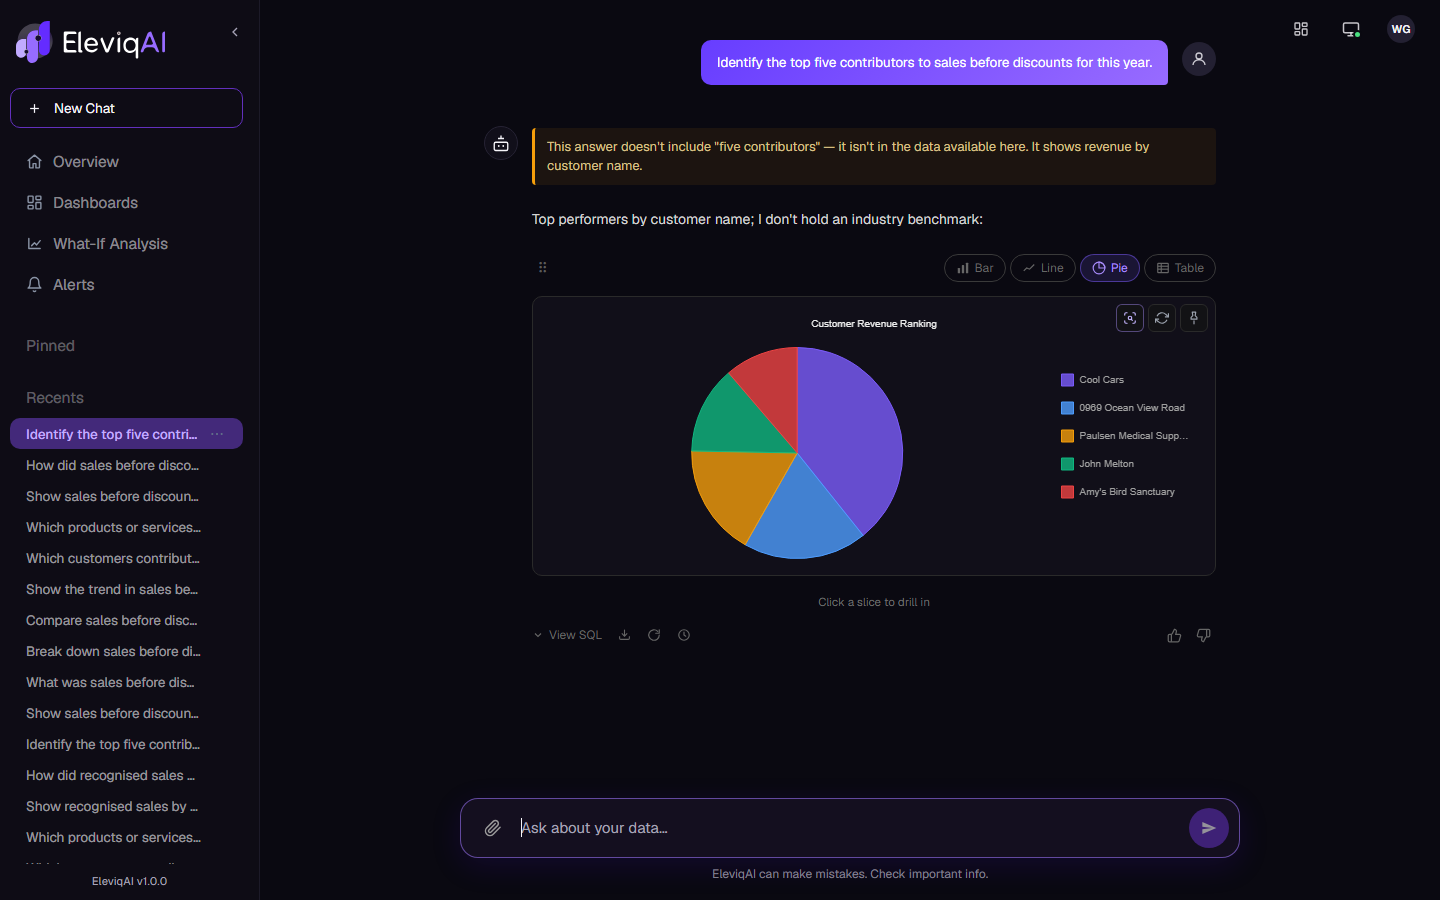 EleviqAI
New Chat
Overview
Dashboards
What-If Analysis
Alerts
Pinned
Recents
Identify the top five contri...
How did sales before disco...
Show sales before discoun...
Which products or services...
Which customers contribut...
Show the trend in sales be...
Compare sales before disc...
Break down sales before di...
What was sales before dis...
Show sales before discoun...
Identify the top five contrib...
How did recognised sales ...
Show recognised sales by ...
Which products or services...
EleviqAI v1.0.0
WG
Identify the top five contributors to sales before discounts for this year.
This answer doesn't include "five contributors" — it isn't in the data available here. It shows revenue by
customer name.
Top performers by customer name; I don't hold an industry benchmark:
Bar
Line
Pie
Table
Customer Revenue Ranking
Cool Cars
0969 Ocean View Road
Paulsen Medical Supp...
John Melton
Amy's Bird Sanctuary
Click a slice to drill in
View SQL
Ask about your data...
EleviqAI can make mistakes. Check important info.